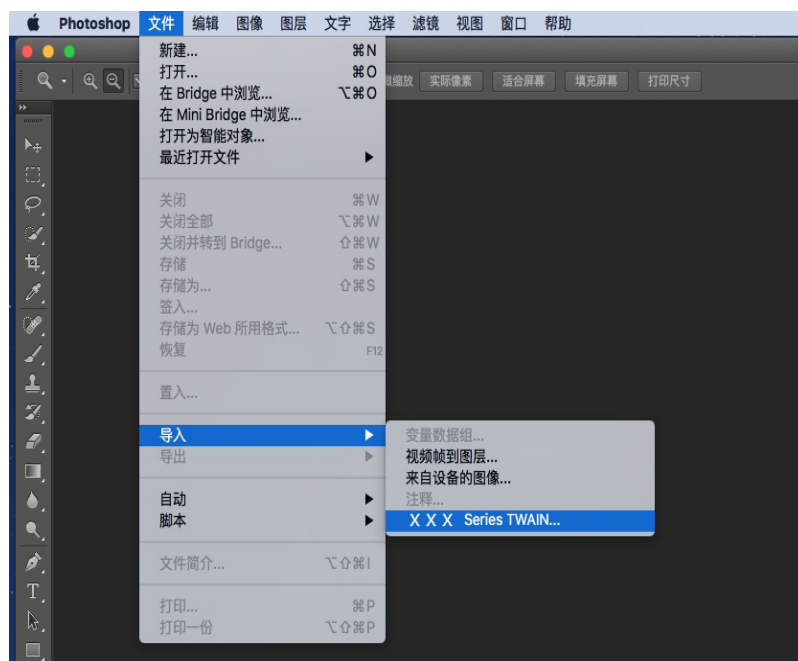 Photoshop 文件 编辑 图像 图层 文字 选择 滤镜 视图 窗口 帮助
缩放 实际像素 适合屏幕 填充屏幕 打印尺寸
新建... ⌘N
打开... ⌘O
在 Bridge 中浏览... ⌥⌘O
在 Mini Bridge 中浏览...
打开为智能对象...
最近打开文件
关闭 ⌘W
关闭全部 ⌥⌘W
关闭并转到 Bridge... ⇧⌘W
存储 ⌘S
存储为... ⇧⌘S
签入...
存储为 Web 所用格式... ⌥⇧⌘S
恢复 F12
置入...
导入
导出
自动
脚本
文件简介... ⌥⇧⌘I
打印... ⌘P
打印一份 ⌥⇧⌘P
变量数据组...
视频帧到图层...
来自设备的图像...
注释...
X X X Series TWAIN...
T